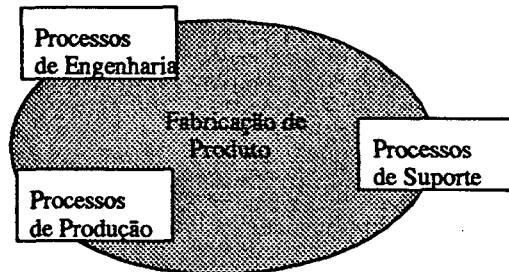 Processos
de Engenharia
Fabricação de
Produto
Processos
de Suporte
Processos
de Produção